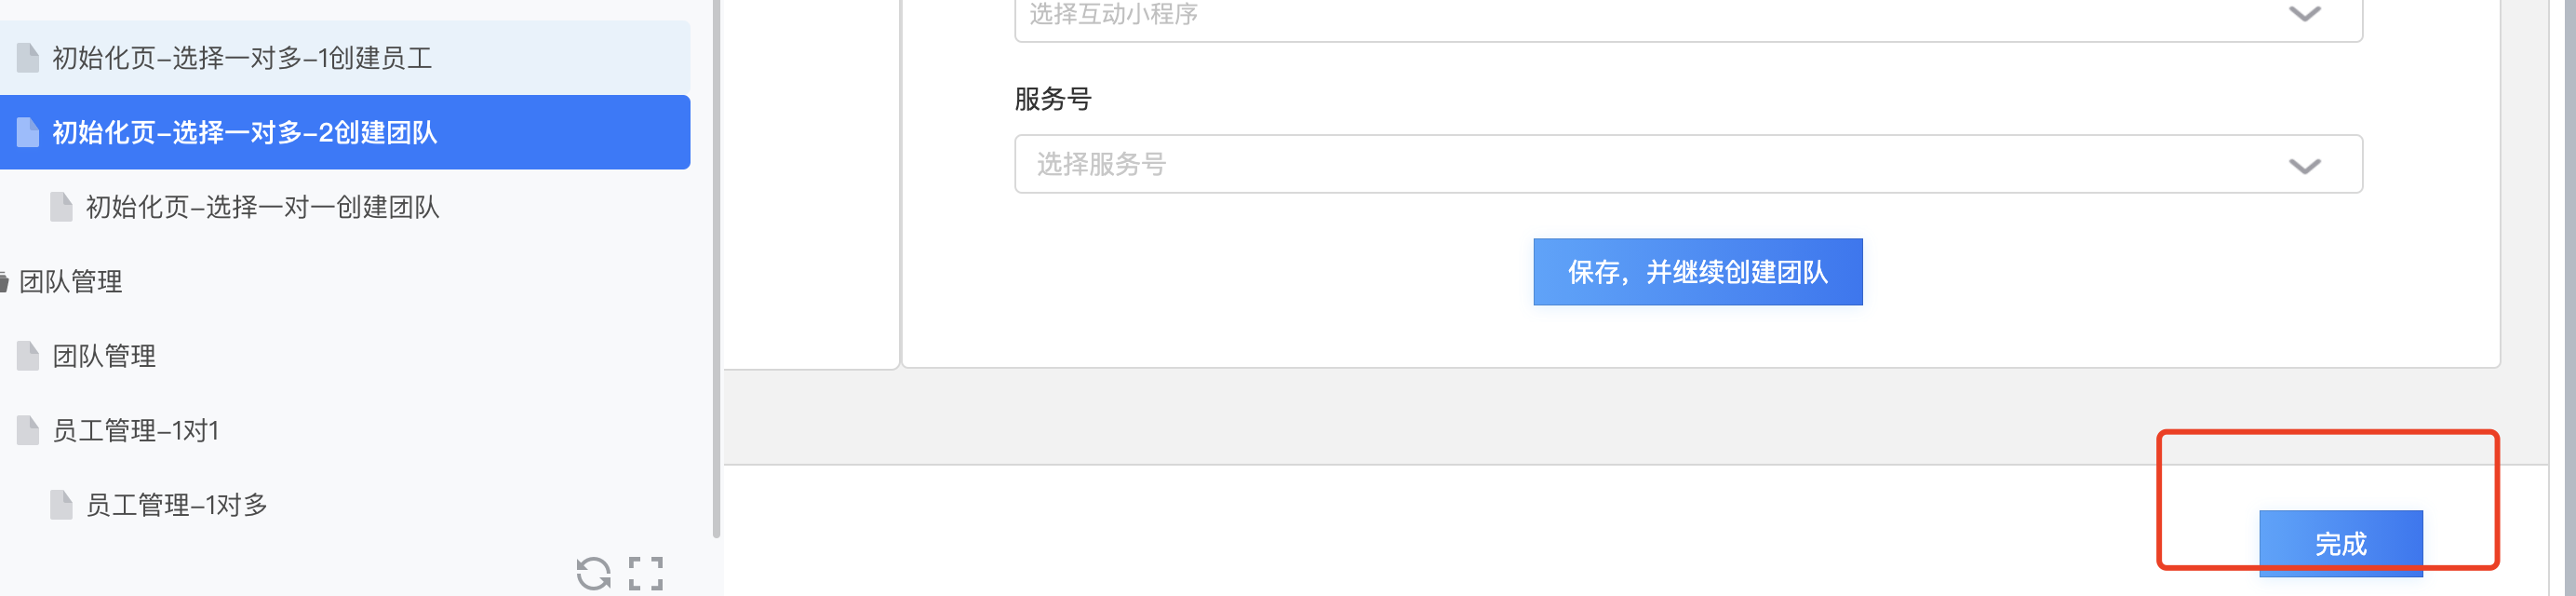 初始化页-选择一对多-1创建员工
初始化页-选择一对多-2创建团队
初始化页-选择一对一创建团队
团队管理
团队管理
员工管理-1对1
员工管理-1对多
选择互动小程序
服务号
选择服务号
保存，并继续创建团队
完成